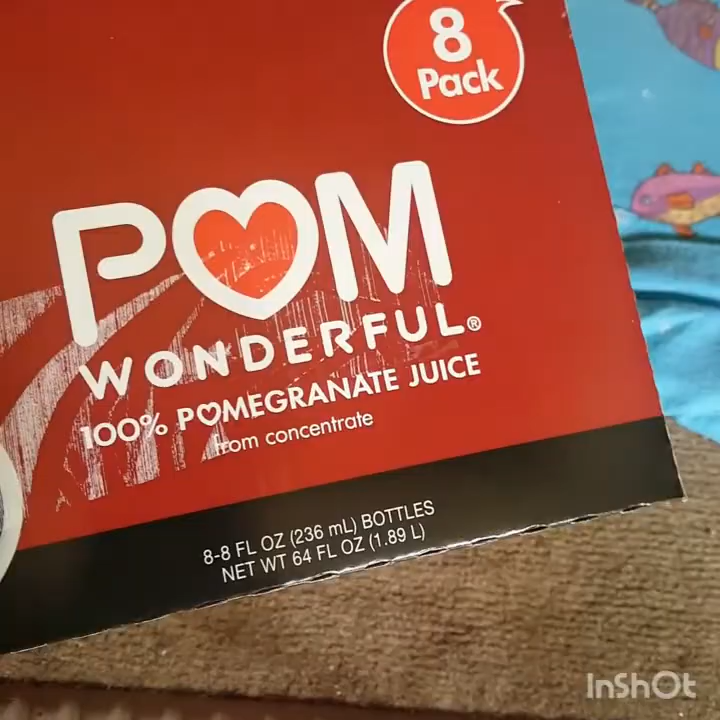 8
Pack
POM
WONDERFUL®
100% POMEGRANATE JUICE
from concentrate
8-8 FL OZ (236 mL) BOTTLES
NET WT 64 FL OZ (1.89 L)
InShOt